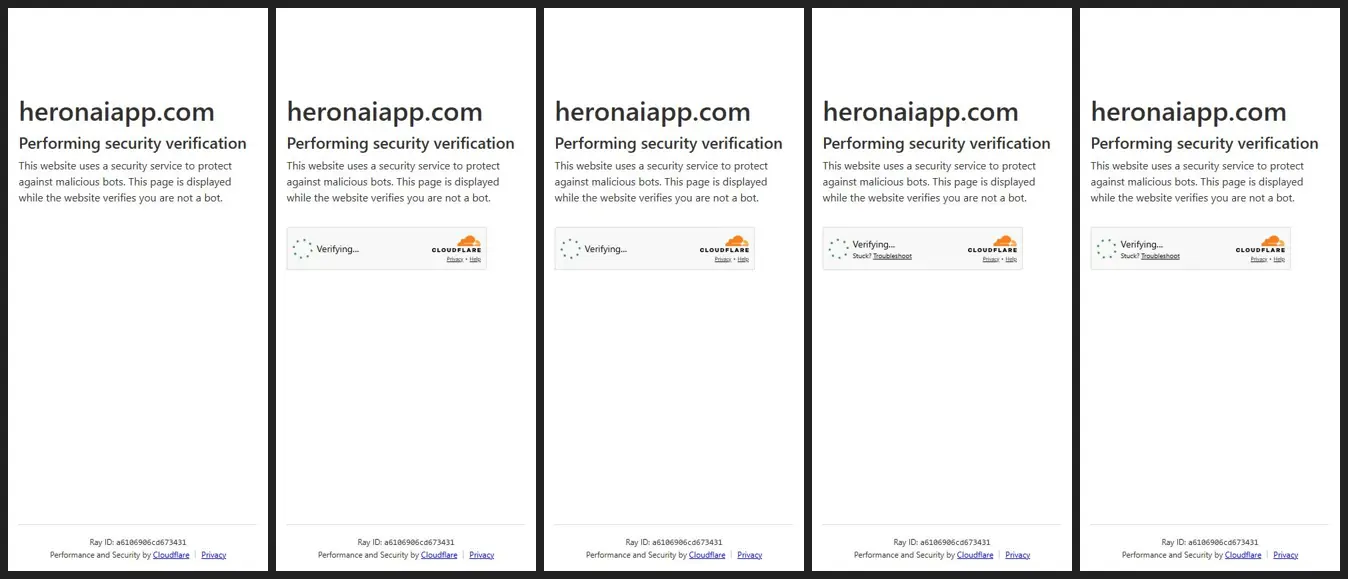 heronaiapp.com
Performing security verification
This website uses a security service to protect
against malicious bots. This page is displayed
while the website verifies you are not a bot.
Ray ID: a6106906cd673431
Performance and Security by Cloudflare | Privacy
heronaiapp.com
Performing security verification
This website uses a security service to protect
against malicious bots. This page is displayed
while the website verifies you are not a bot.
Verifying...
CLOUDFLARE
Privacy • Help
Ray ID: a6106906cd673431
Performance and Security by Cloudflare | Privacy
heronaiapp.com
Performing security verification
This website uses a security service to protect
against malicious bots. This page is displayed
while the website verifies you are not a bot.
Verifying...
CLOUDFLARE
Privacy • Help
Ray ID: a6106906cd673431
Performance and Security by Cloudflare | Privacy
heronaiapp.com
Performing security verification
This website uses a security service to protect
against malicious bots. This page is displayed
while the website verifies you are not a bot.
Verifying...
Stuck? Troubleshoot
CLOUDFLARE
Privacy • Help
Ray ID: a6106906cd673431
Performance and Security by Cloudflare | Privacy
heronaiapp.com
Performing security verification
This website uses a security service to protect
against malicious bots. This page is displayed
while the website verifies you are not a bot.
Verifying...
Stuck? Troubleshoot
CLOUDFLARE
Privacy • Help
Ray ID: a6106906cd673431
Performance and Security by Cloudflare | Privacy